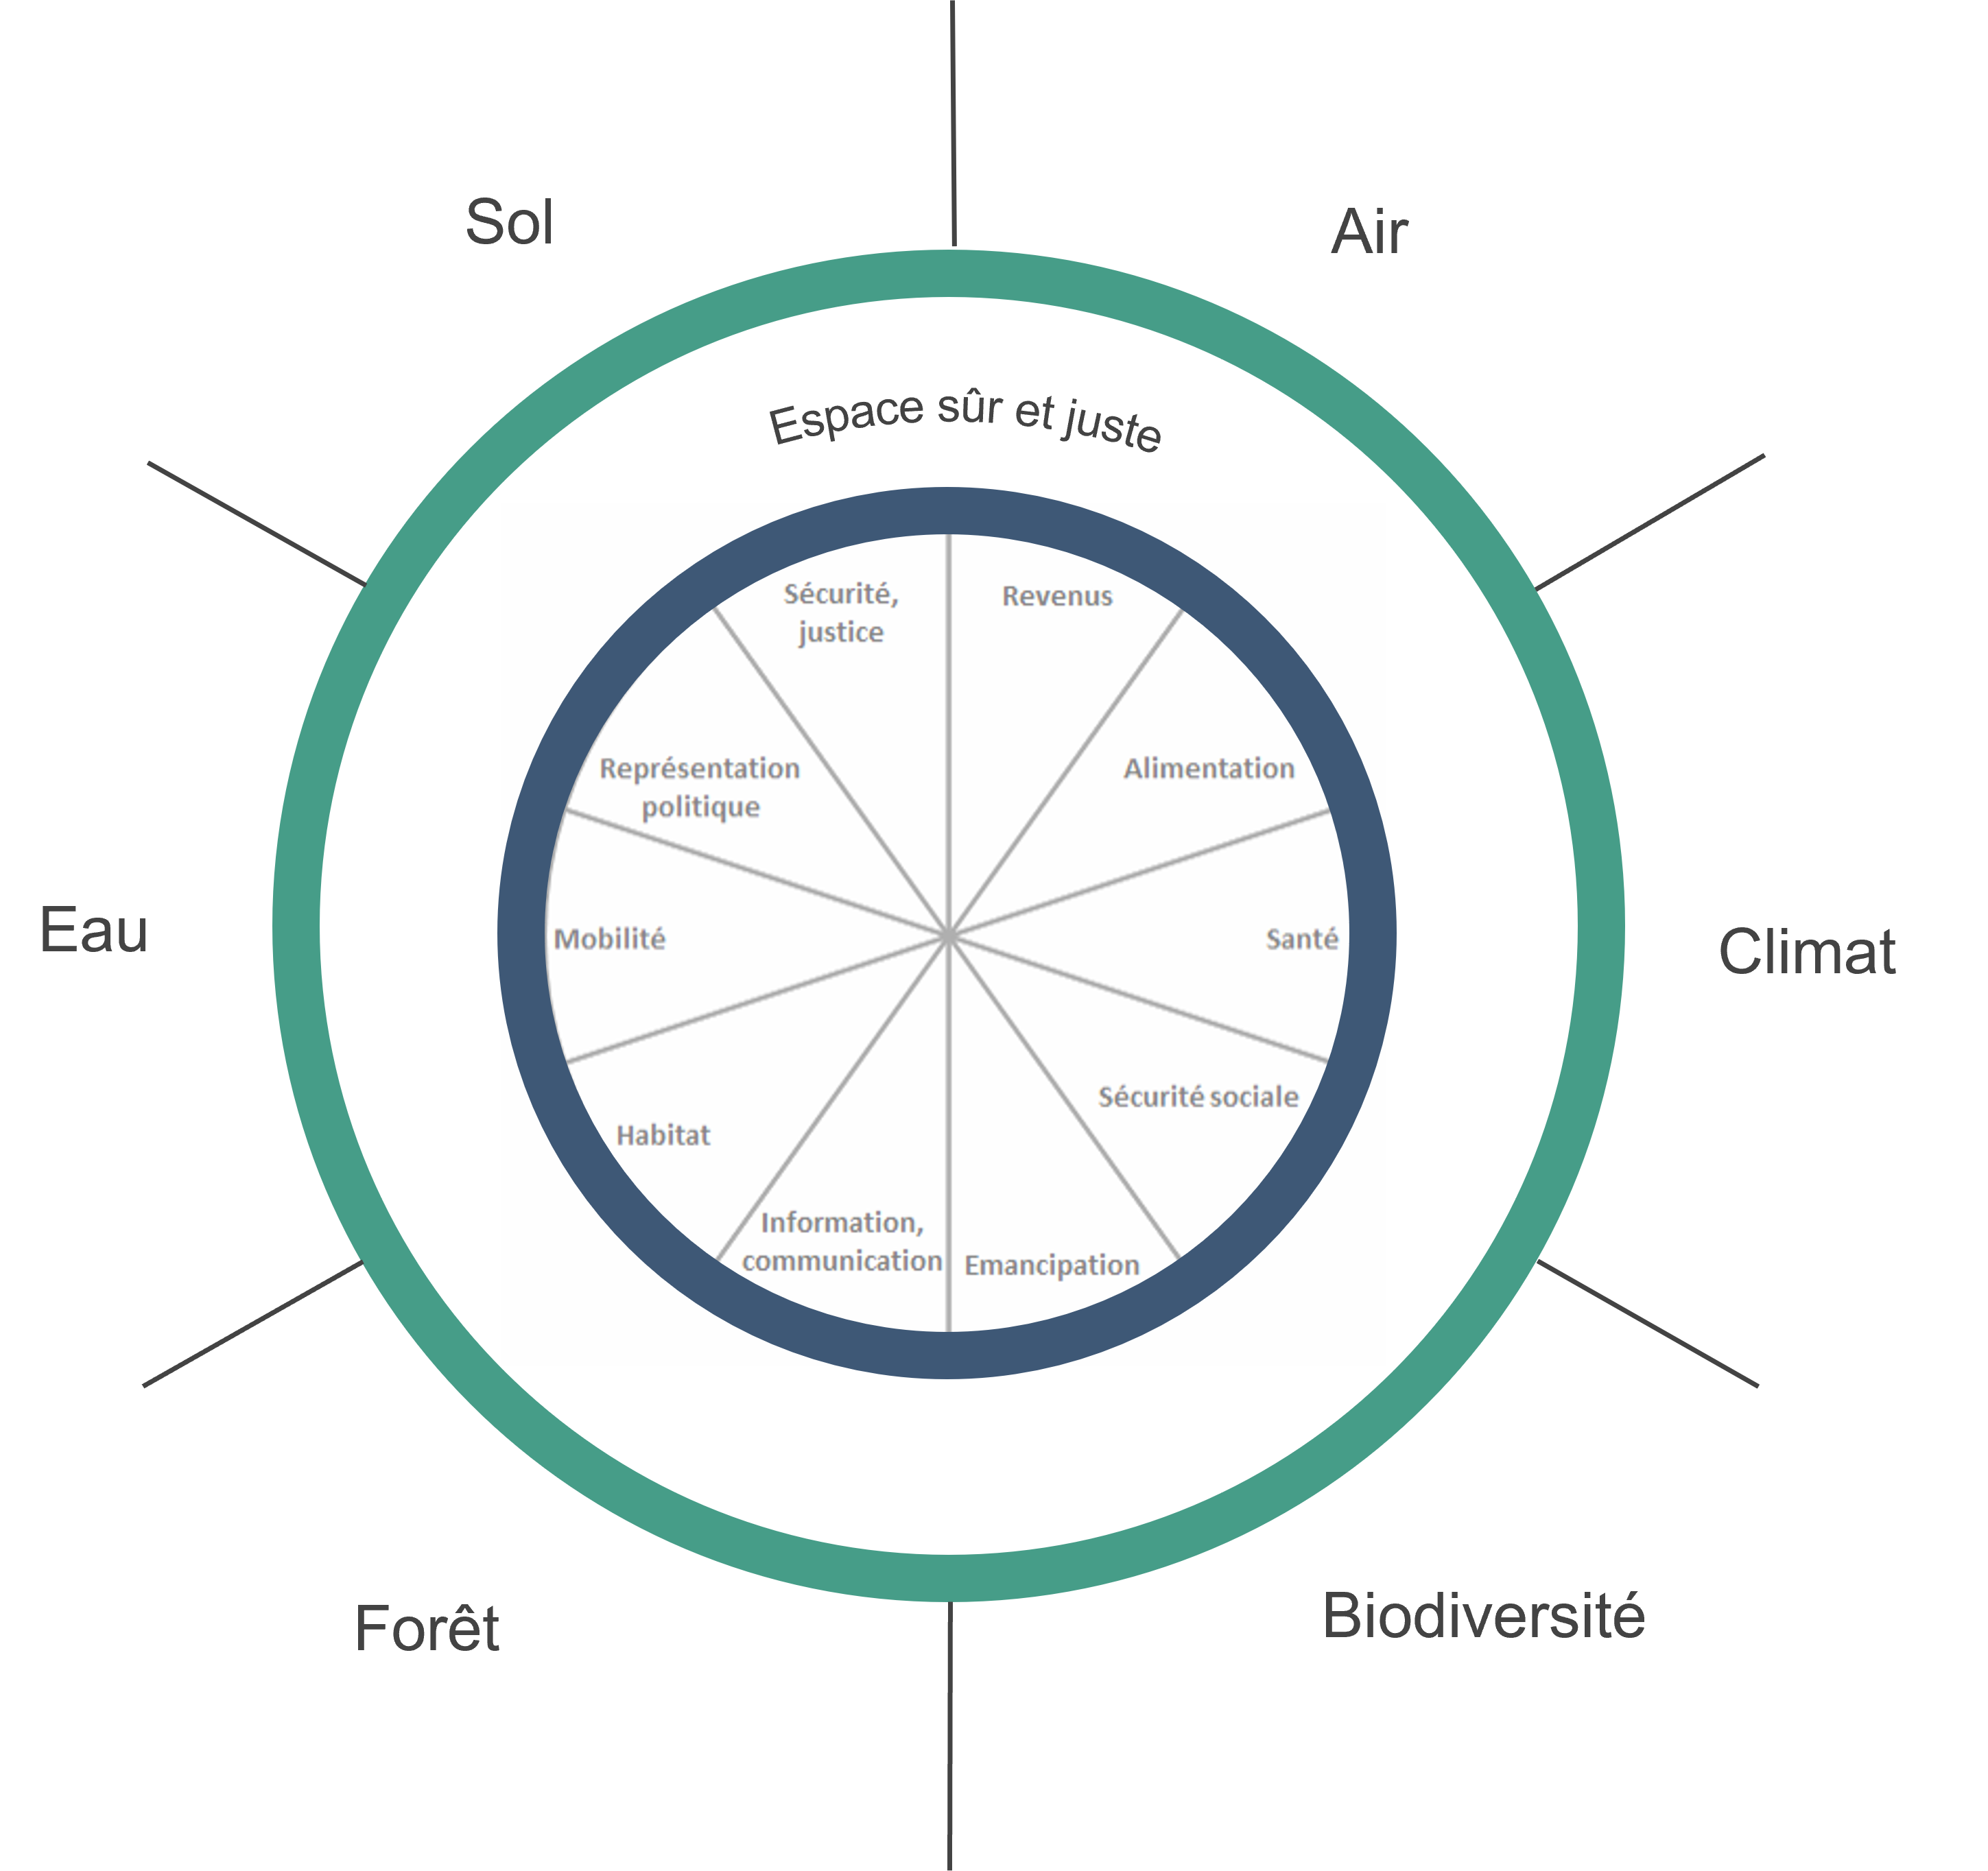 Sol
Air
Espace sûr et juste
Sécurité,
justice
Revenus
Représentation
politique
Alimentation
Eau
Mobilité
Santé
Climat
Sécurité sociale
Habitat
Information,
communication
Emancipation
Forêt
Biodiversité